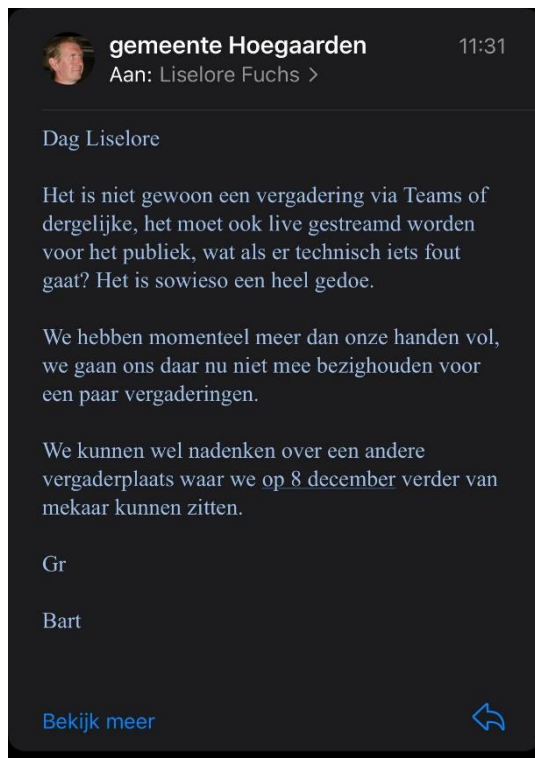 gemeente Hoegaarden
11:31
Aan: Liselore Fuchs >
Dag Liselore
Het is niet gewoon een vergadering via Teams of
dergelijke, het moet ook live gestreamd worden
voor het publiek, wat als er technisch iets fout
gaat? Het is sowieso een heel gedoe.
We hebben momenteel meer dan onze handen vol,
we gaan ons daar nu niet mee bezighouden voor
een paar vergaderingen.
We kunnen wel nadenken over een andere
vergaderplaats waar we op 8 december verder van
mekaar kunnen zitten.
Gr
Bart
Bekijk meer